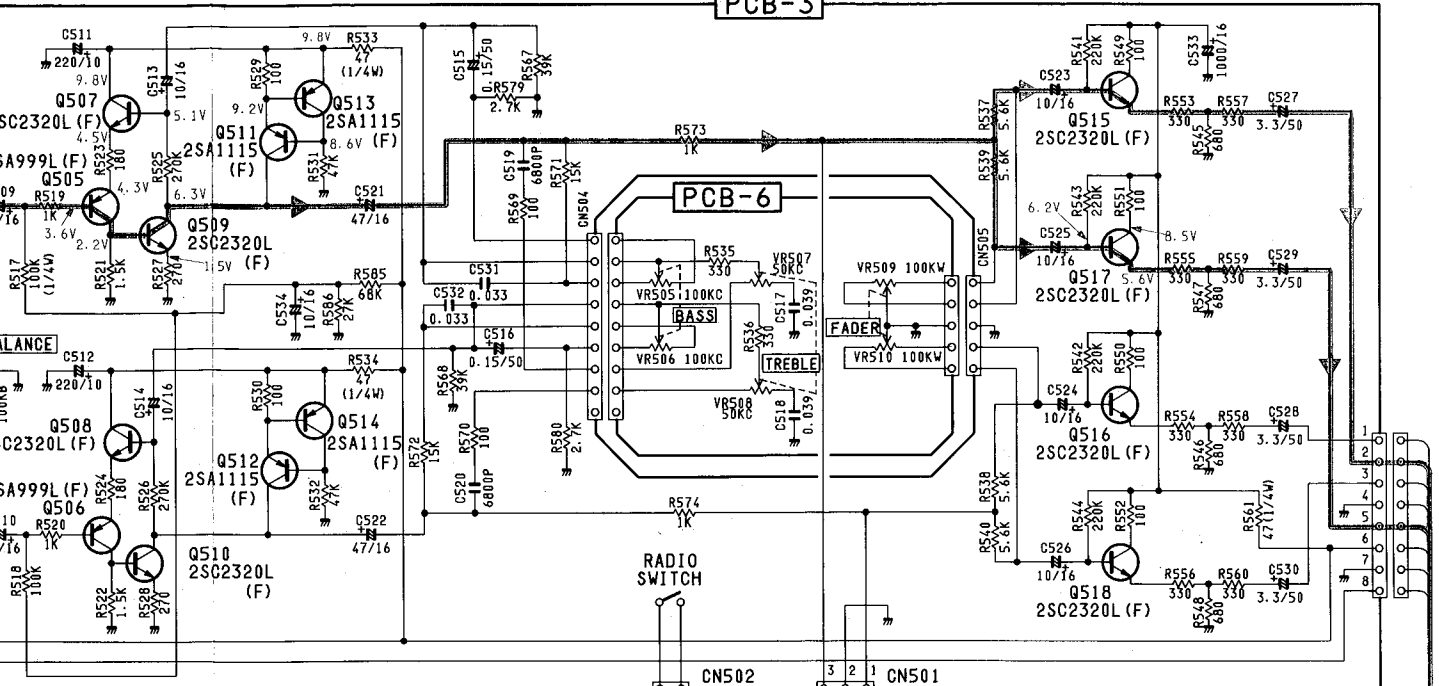 PCB-3
C511
220/10
9.8V
C513
10/16
Q507
SC2320L (F)
4.5V
5.1V
R529
100
9.2V
9.8V
R533
47
(1/4W)
Q513
2SA1115
(F)
Q511
2SA1115
(F)
8.6V
R531
47K
SA999L (F)
Q505
R523
180
R525
270K
4.3V
6.3V
09
/16
R519
1K
3.6V
2.2V
Q509
2SC2320L
(F)
1.5V
R517
100K
(1/4W)
R521
1.5K
R527
270
C521
47/16
C534
10/16
R586
27K
R585
68K
C515
0.15/50
R567
39K
R579
2.7K
C519
6800P
R571
15K
R569
100
R573
1K
CN504
C531
0.033
C532
0.033
C516
0.15/50
R568
39K
R572
15K
R570
100
C520
6800P
R580
2.7K
R574
1K
ALANCE
100KB
C512
220/10
C514
10/16
Q508
SC2320L (F)
R530
100
R534
47
(1/4W)
Q514
2SA1115
(F)
Q512
2SA1115
(F)
R532
47K
SA999L (F)
Q506
R524
180
R526
270K
10
/16
R520
1K
Q510
2SC2320L
(F)
R518
100K
R522
1.5K
R528
270
C522
47/16
PCB-6
R535
330
VR507
50KC
VR505 100KC
BASS
C517
0.039
R536
330
VR506 100KC
TREBLE
VR508
50KC
C518
0.039
VR509 100KW
FADER
VR510 100KW
CN505
RADIO
SWITCH
CN502
3 2 1
CN501
R537
5.6K
R539
5.6K
R538
5.6K
R540
5.6K
C523
10/16
R541
220K
R549
100
C533
1000/16
Q515
2SC2320L (F)
R553
330
R557
330
R545
680
C527
3.3/50
6.2V
R543
220K
R551
100
C525
10/16
8.5V
5.6V
Q517
2SC2320L (F)
R555
330
R559
330
R547
680
C529
3.3/50
R542
220K
R550
100
C524
10/16
Q516
2SC2320L (F)
R554
330
R558
330
R546
680
C528
3.3/50
R544
220K
R552
100
R561
47(1/4W)
C526
10/16
Q518
2SC2320L (F)
R556
330
R560
330
R548
680
C530
3.3/50
1
2
3
4
5
6
7
8